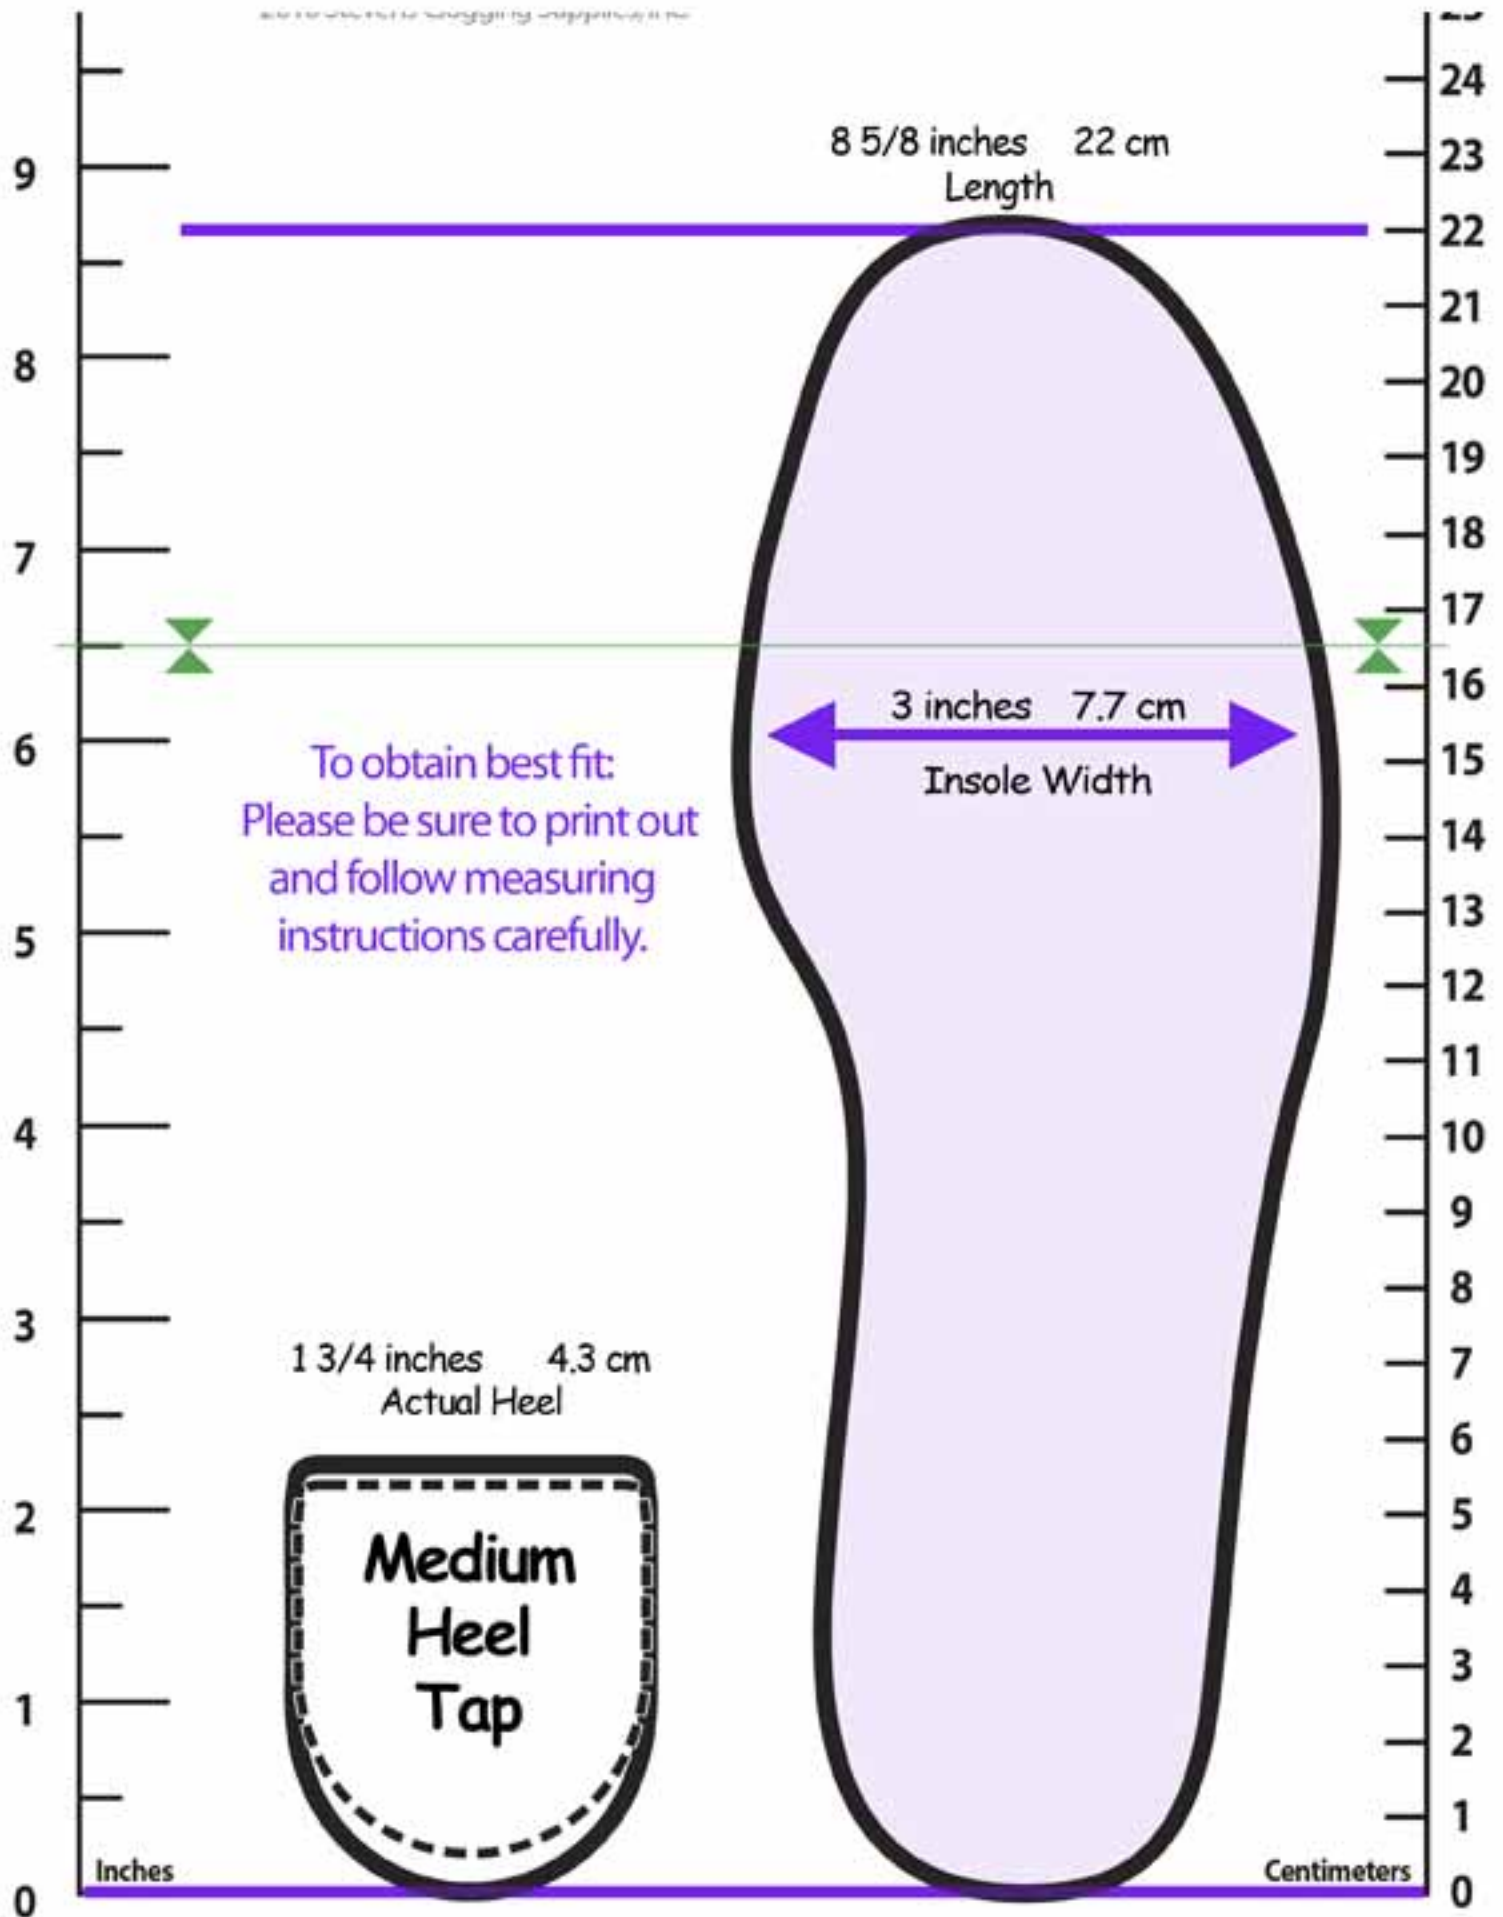 8 5/8 inches 22 cm
Length
3 inches 7.7 cm
Insole Width
To obtain best fit:
Please be sure to print out
and follow measuring
instructions carefully.
1 3/4 inches 4.3 cm
Actual Heel
Medium
Heel
Tap
Inches
Centimeters
9
8
7
6
5
4
3
2
1
0
24
23
22
21
20
19
18
17
16
15
14
13
12
11
10
9
8
7
6
5
4
3
2
1
0